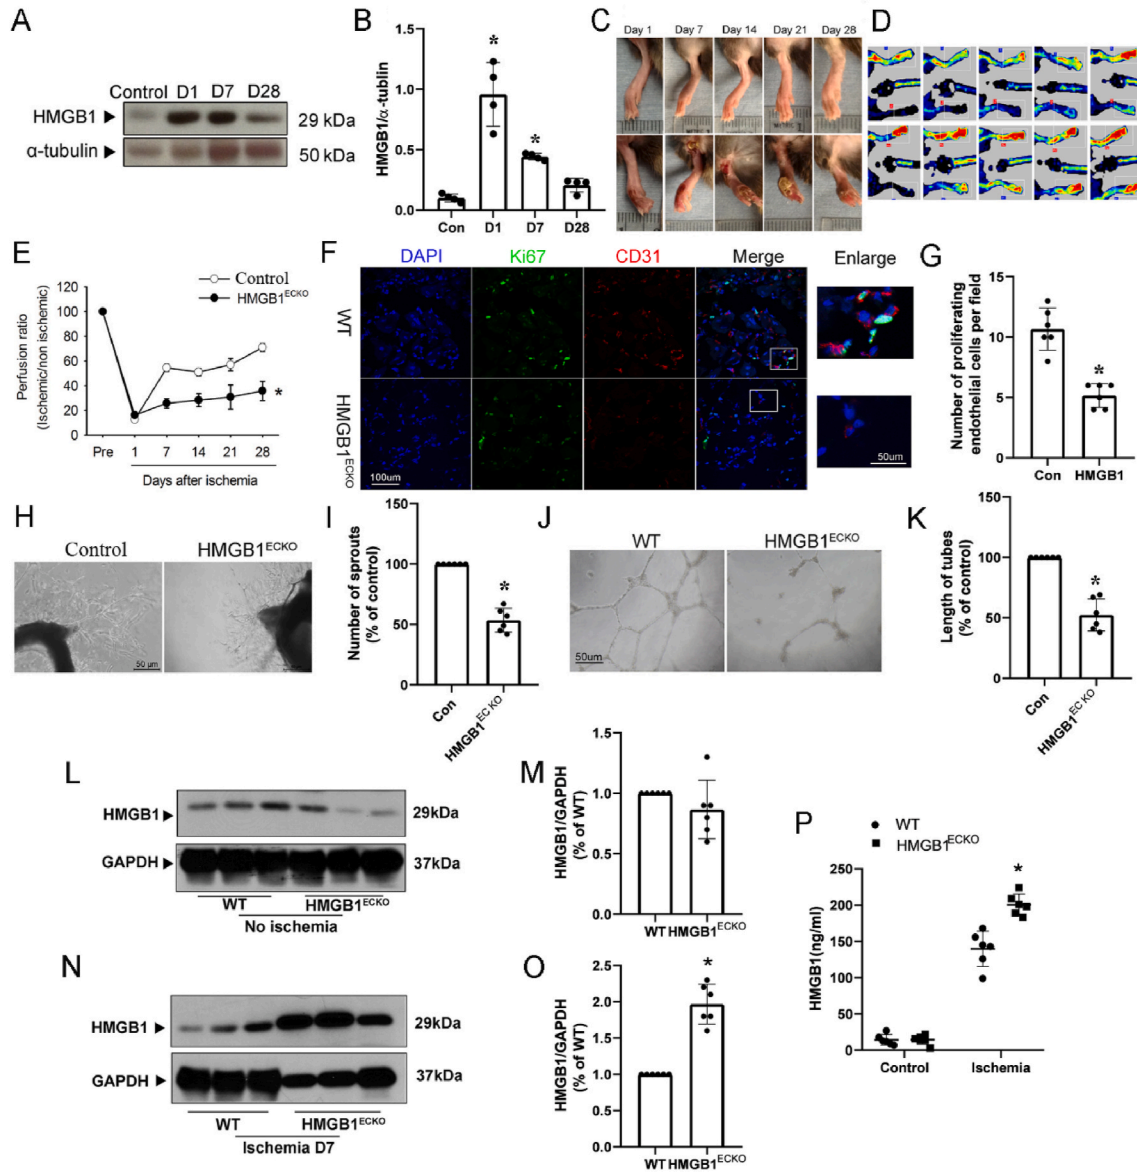 A
Control D1 D7 D28
HMGB1
29 kDa
α-tubulin
50 kDa
B
HMGB1/α-tubulin
1.5
1.0
0.5
0.0
*
*
Con D1 D7 D28
C
Day 1 Day 7 Day 14 Day 21 Day 28
D
E
Control
HMGB1ECKO
Perfusion ratio
(Ischemic/non ischemic)
140
120
100
80
60
40
20
0
*
Pre 1 7 14 21 28
Days after ischemia
F
DAPI Ki67 CD31 Merge Enlarge
WT
HMGB1ECKO
100um
50um
G
Number of proliferating
endothelial cells per field
15
10
5
0
*
Con HMGB1
H
Control HMGB1ECKO
50 μm
I
Number of sprouts
(% of control)
150
100
50
0
*
Con
HMGB1EC KO
J
WT HMGB1ECKO
50um
K
Length of tubes
(% of control)
150
100
50
0
*
Con
HMGB1EC KO
L
HMGB1
29kDa
GAPDH
37kDa
WT HMGB1ECKO
No ischemia
M
HMGB1/GAPDH
(% of WT)
1.5
1.0
0.5
0.0
WT HMGB1ECKO
N
HMGB1
29kDa
GAPDH
37kDa
WT HMGB1ECKO
Ischemia D7
O
HMGB1/GAPDH
(% of WT)
2.5
2.0
1.5
1.0
0.5
0.0
*
WT HMGB1ECKO
P
WT
HMGB1ECKO
HMGB1(ng/ml)
250
200
150
100
50
0
*
Control Ischemia